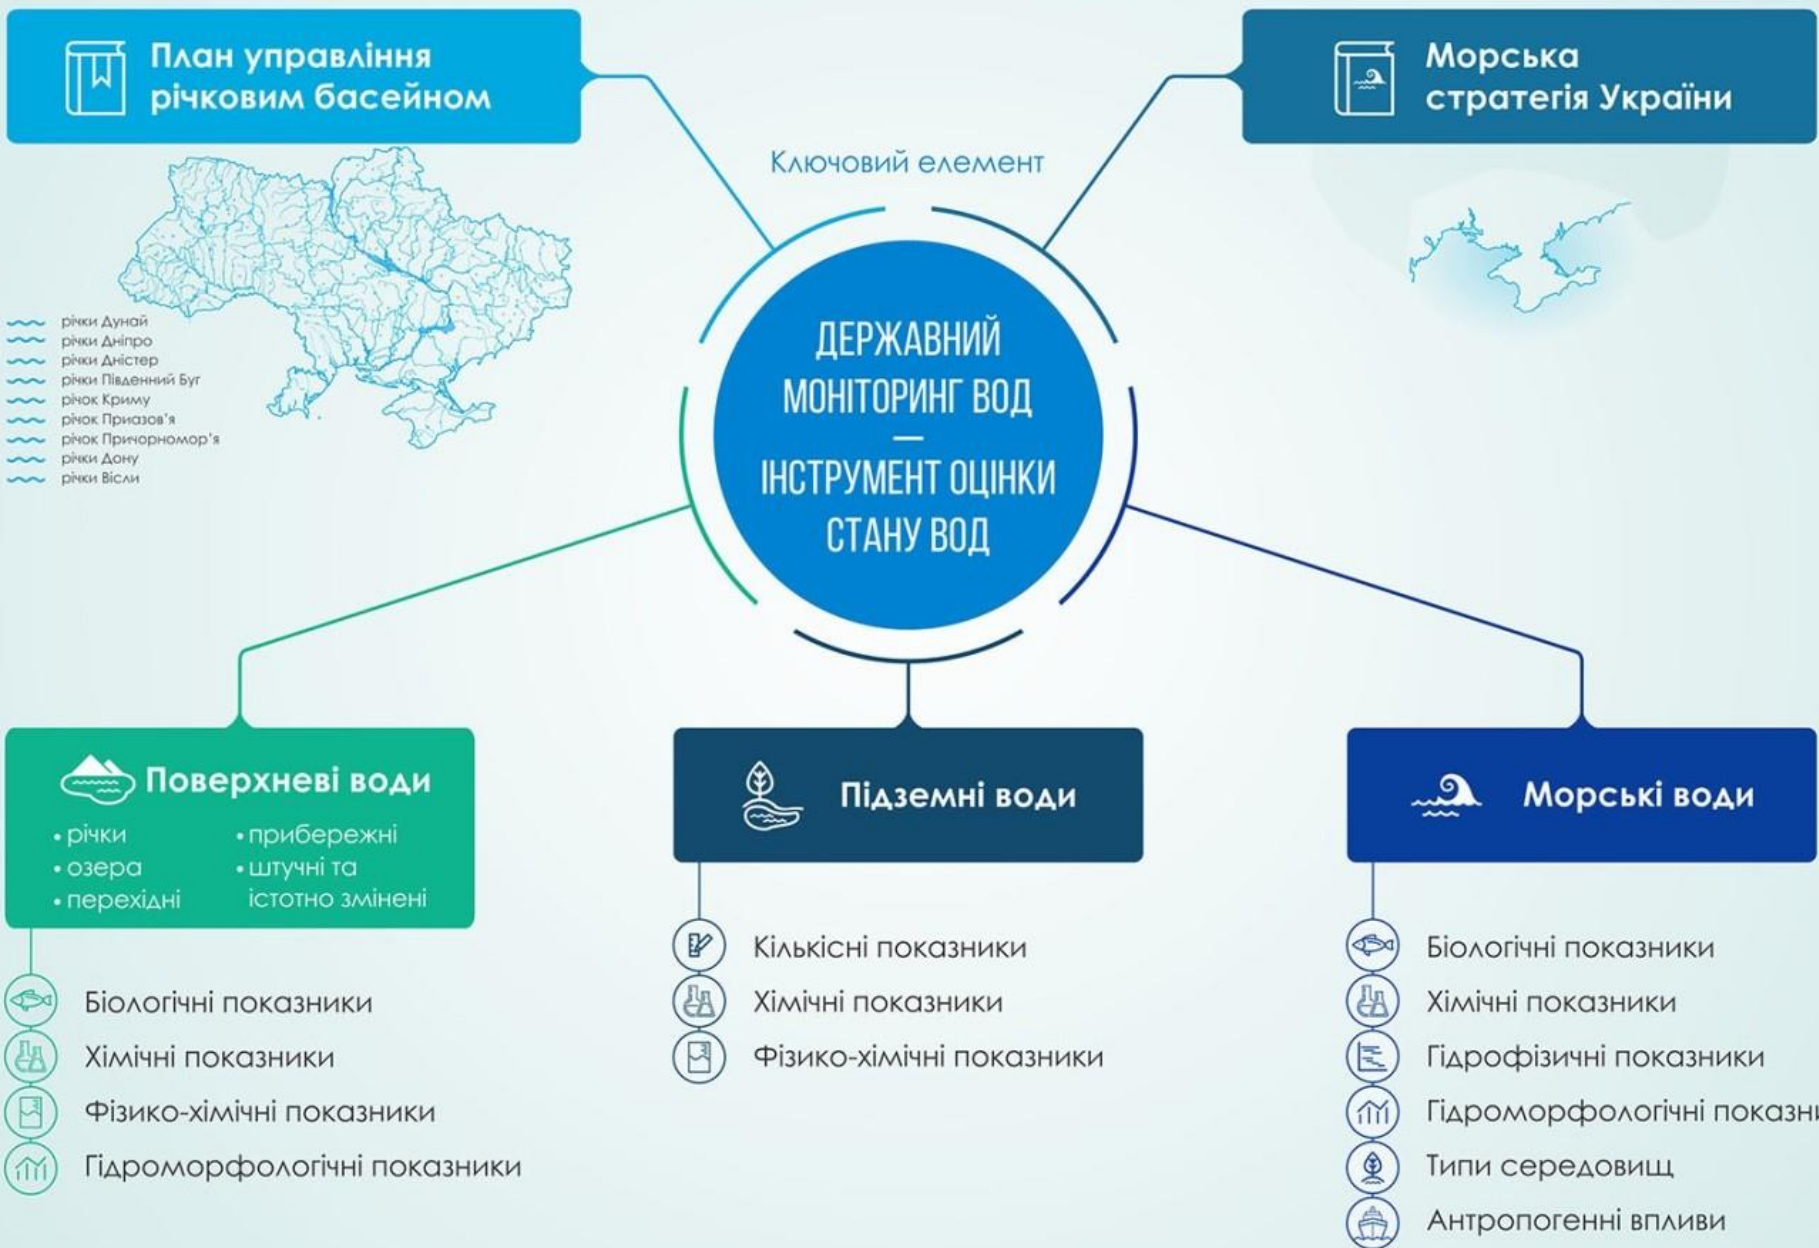 План управління
річковим басейном
Морська
стратегія України
Ключовий елемент
річки Дунай
річки Дніпро
річки Дністер
річки Південний Буг
річок Криму
річок Приазов'я
річок Причорномор'я
річки Дону
річки Вісли
ДЕРЖАВНИЙ
МОНІТОРИНГ ВОД
—
ІНСТРУМЕНТ ОЦІНКИ
СТАНУ ВОД
Поверхневі води
• річки
• озера
• перехідні
• прибережні
• штучні та
істотно змінені
Біологічні показники
Хімічні показники
Фізико-хімічні показники
Гідроморфологічні показники
Підземні води
Кількісні показники
Хімічні показники
Фізико-хімічні показники
Морські води
Біологічні показники
Хімічні показники
Гідрофізичні показники
Гідроморфологічні показни
Типи середовищ
Антропогенні впливи